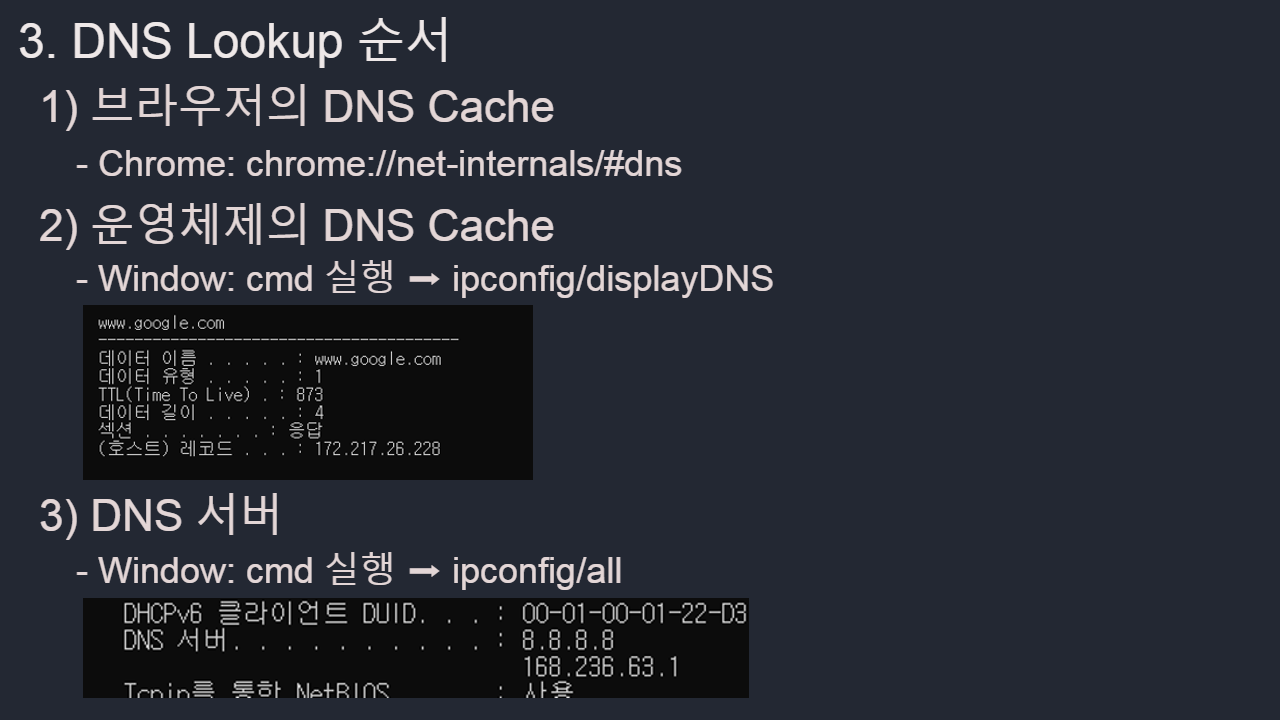 3. DNS Lookup 순서
1) 브라우저의 DNS Cache
- Chrome: chrome://net-internals/#dns
2) 운영체제의 DNS Cache
- Window: cmd 실행 ➞ ipconfig/displayDNS
www.google.com
----------------------------------------
데이터 이름 . . . . . : www.google.com
데이터 유형 . . . . . : 1
TTL(Time To Live) . : 873
데이터 길이 . . . . . : 4
섹션 . . . . . . . : 응답
(호스트) 레코드 . . . : 172.217.26.228
3) DNS 서버
- Window: cmd 실행 ➞ ipconfig/all
DHCPv6 클라이언트 DUID. . . : 00-01-00-01-22-D3
DNS 서버. . . . . . . . . . : 8.8.8.8
168.236.63.1
Tcpip를 통한 NetBIOS. . . . : 사용